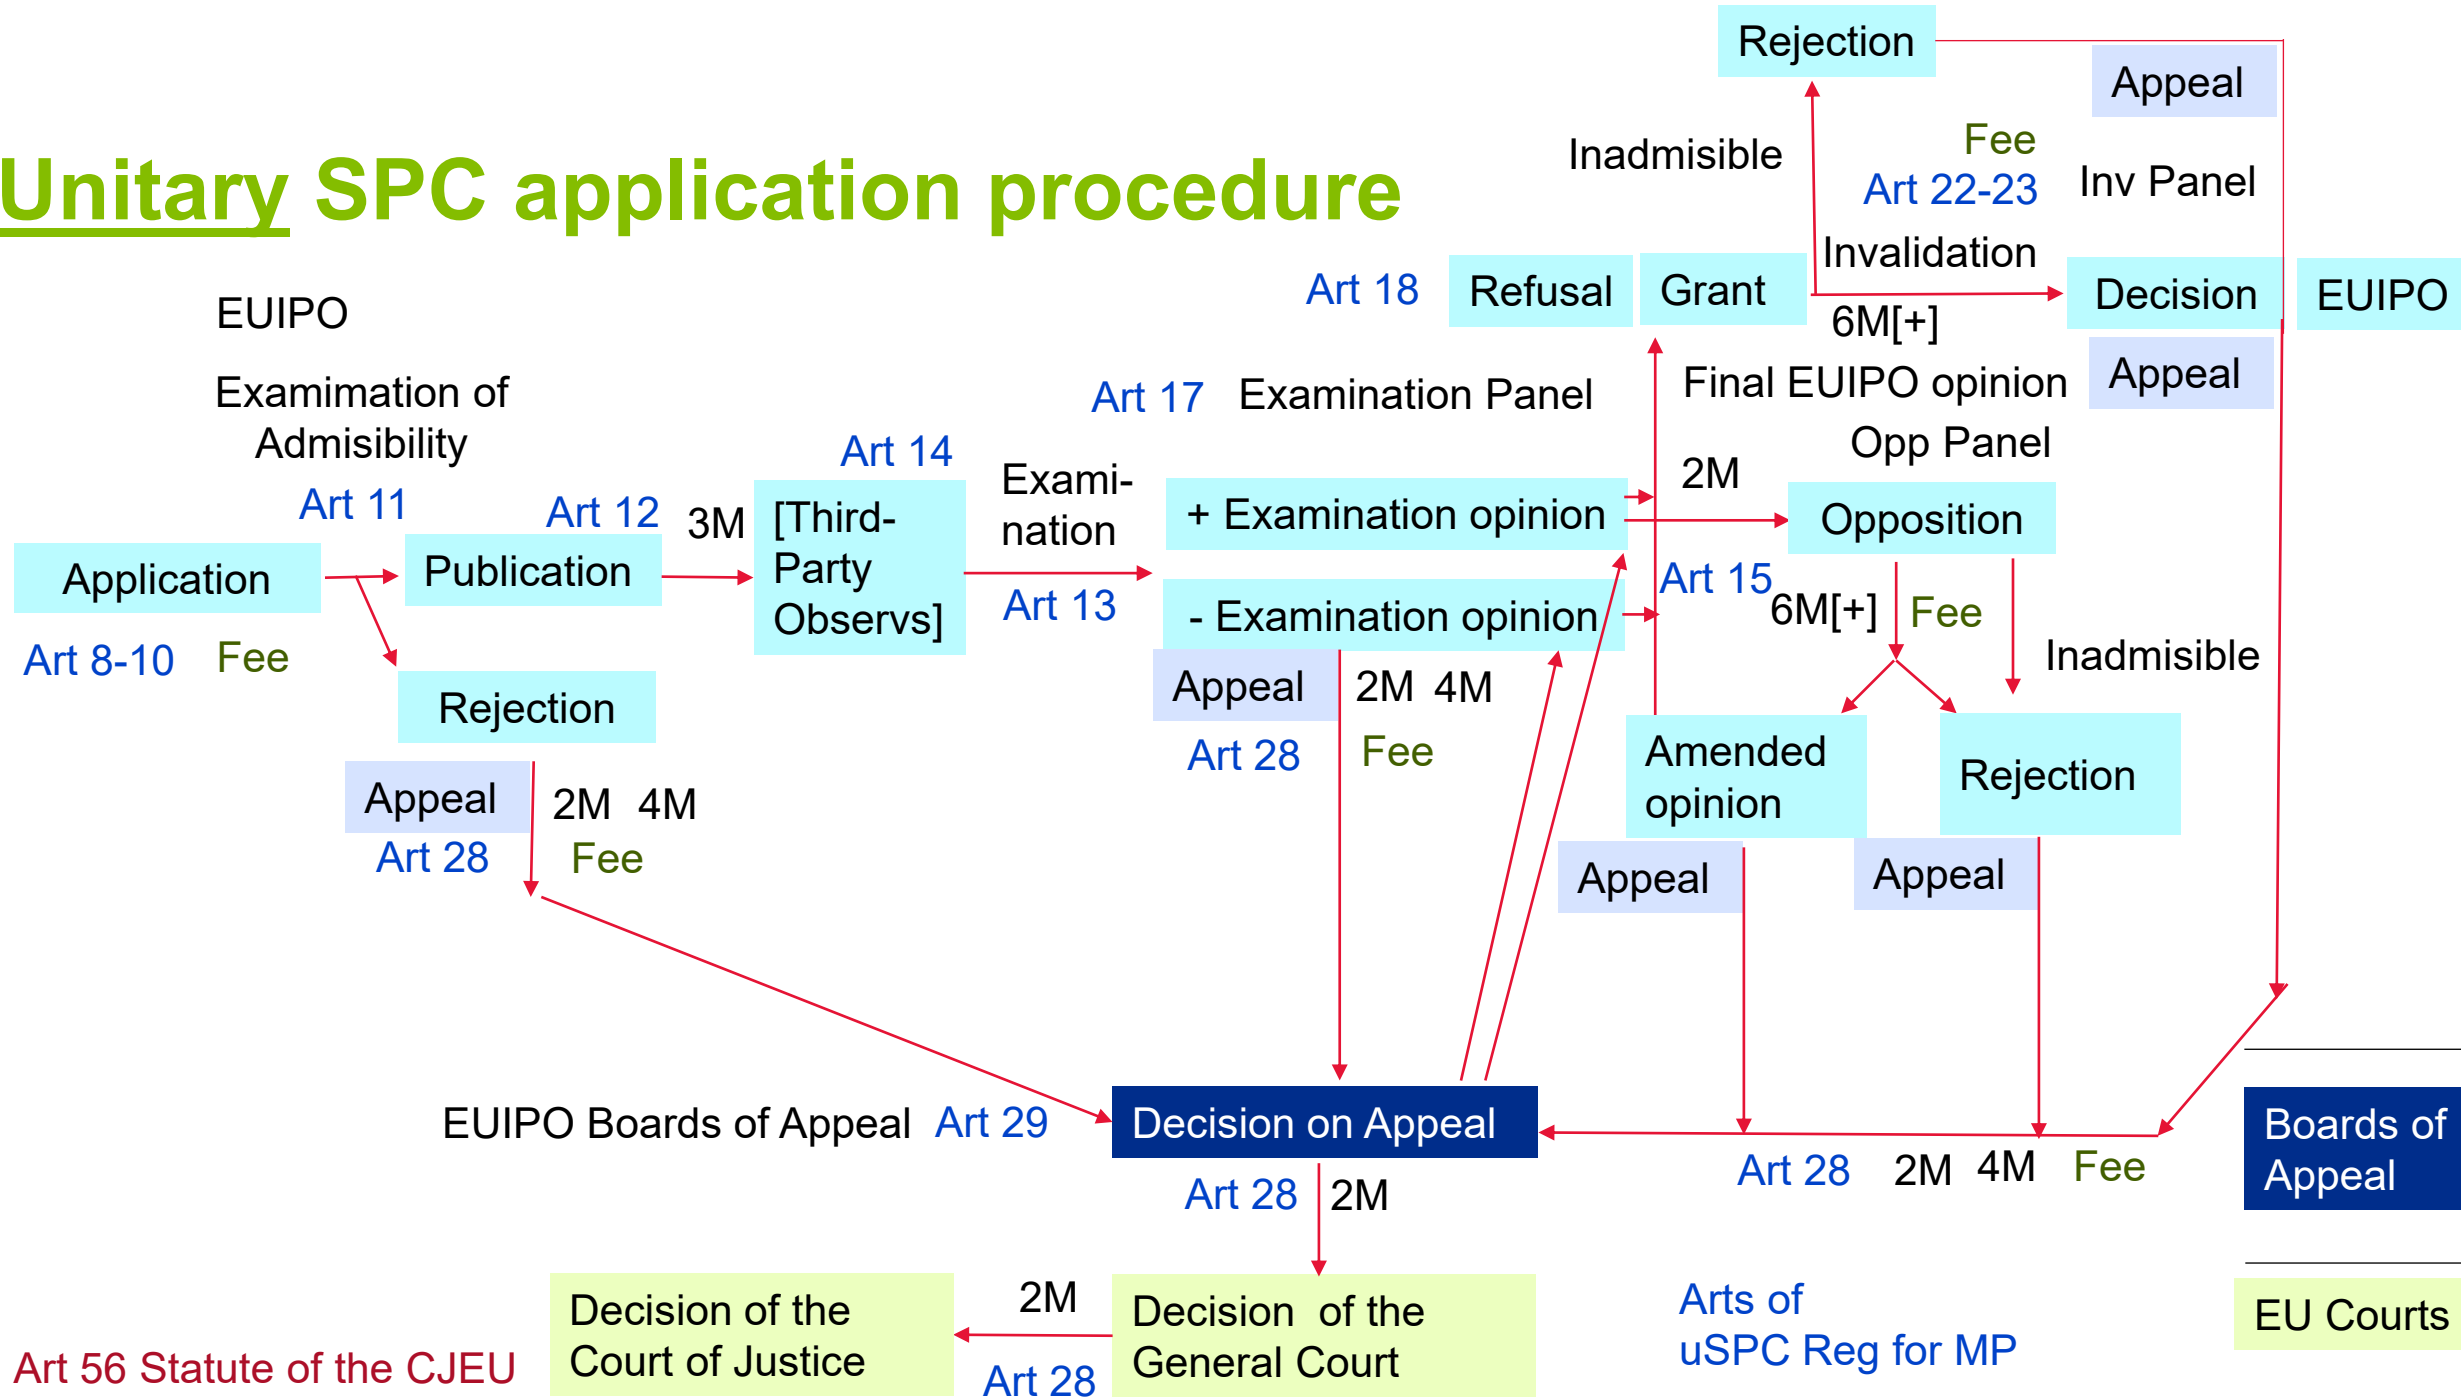 Rejection
Appeal
Inadmisible
Fee
Art 22-23
Inv Panel
Unitary SPC application procedure
Invalidation
Art 18
Refusal
Grant
Decision
EUIPO
6M[+]
EUIPO
Examimation of
Admisibility
Art 17
Examination Panel
Final EUIPO opinion
Appeal
Opp Panel
Art 14
Exami-
nation
2M
Art 11
Art 12
3M
[Third-
Party
Observs]
+ Examination opinion
Opposition
Application
Publication
Art 13
- Examination opinion
Art 15
6M[+]
Fee
Inadmisible
Art 8-10
Fee
Rejection
Appeal
2M
4M
Art 28
Fee
Amended
opinion
Rejection
Appeal
2M
4M
Art 28
Fee
Appeal
Appeal
EUIPO Boards of Appeal
Art 29
Decision on Appeal
Boards of
Appeal
Art 28
2M
Art 28
2M
4M
Fee
Decision of the
Court of Justice
2M
Art 28
Decision of the
General Court
Arts of
uSPC Reg for MP
EU Courts
Art 56 Statute of the CJEU